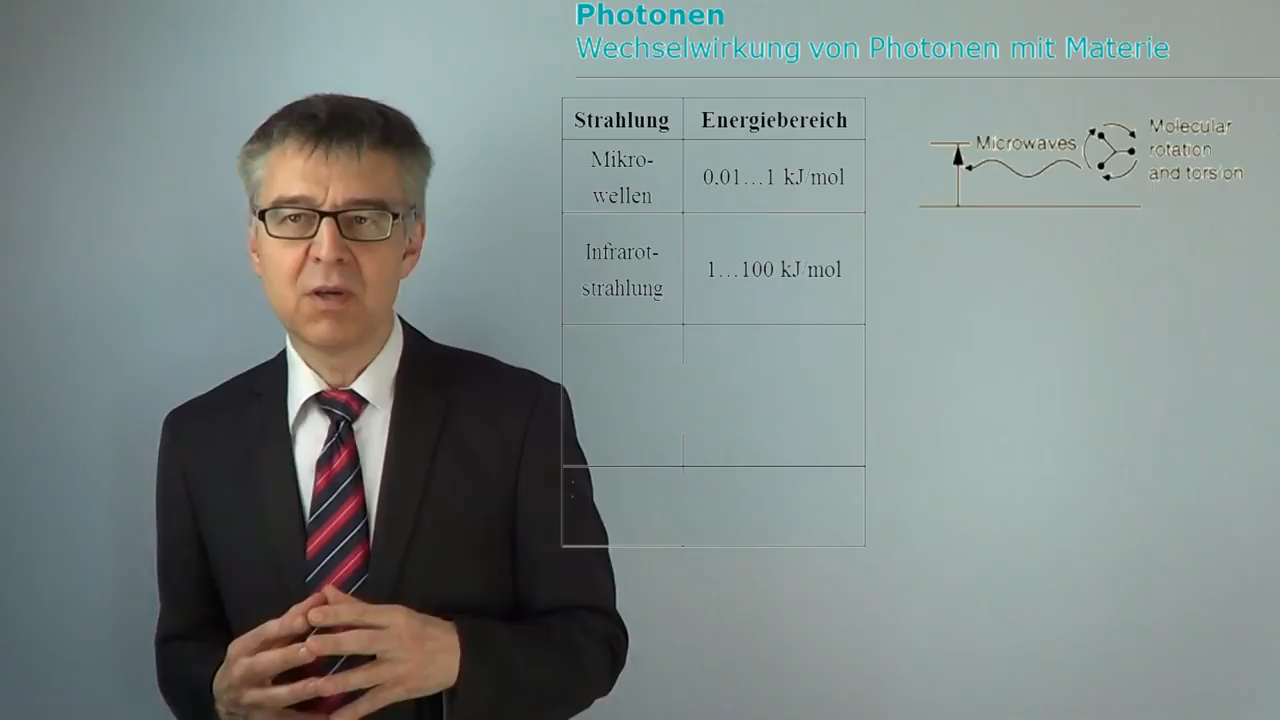 Photonen
Wechselwirkung von Photonen mit Materie
Strahlung Energiebereich
Mikro-
wellen
0,01…1 kJ/mol
Infrarot-
strahlung
1…100 kJ/mol
Microwaves
Molecular
rotation
and torsion